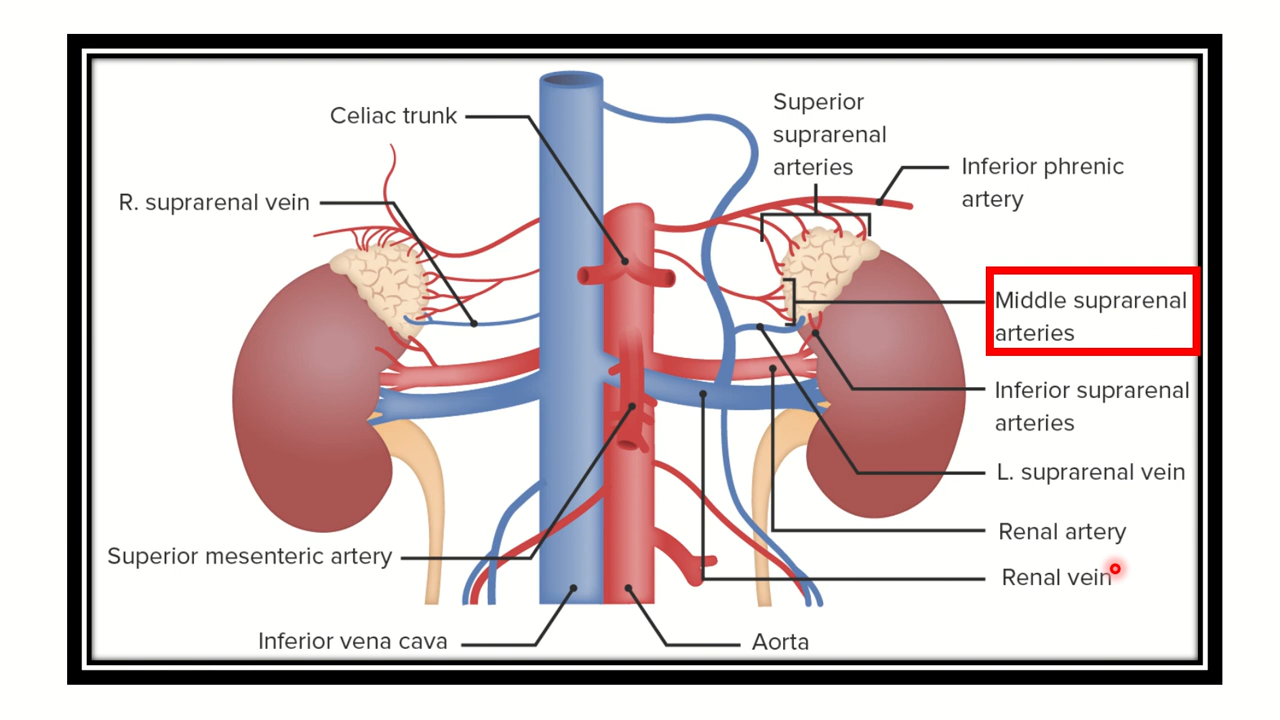 Celiac trunk
R. suprarenal vein
Superior
suprarenal
arteries
Inferior phrenic
artery
Middle suprarenal
arteries
Inferior suprarenal
arteries
L. suprarenal vein
Renal artery
Renal vein
Superior mesenteric artery
Inferior vena cava
Aorta